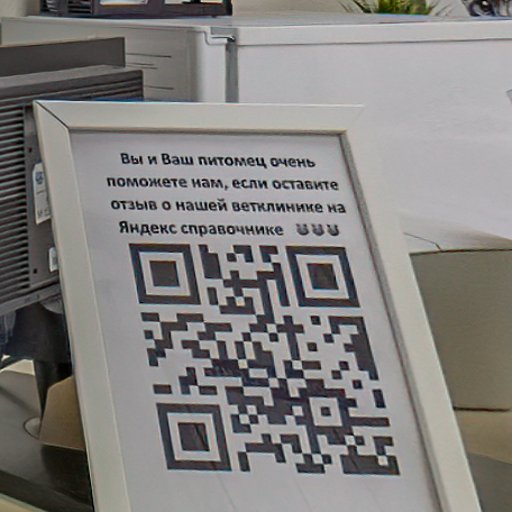 Вы и Ваш питомец очень
поможете нам, если оставите
отзыв о нашей ветклинике на
Яндекс справочнике